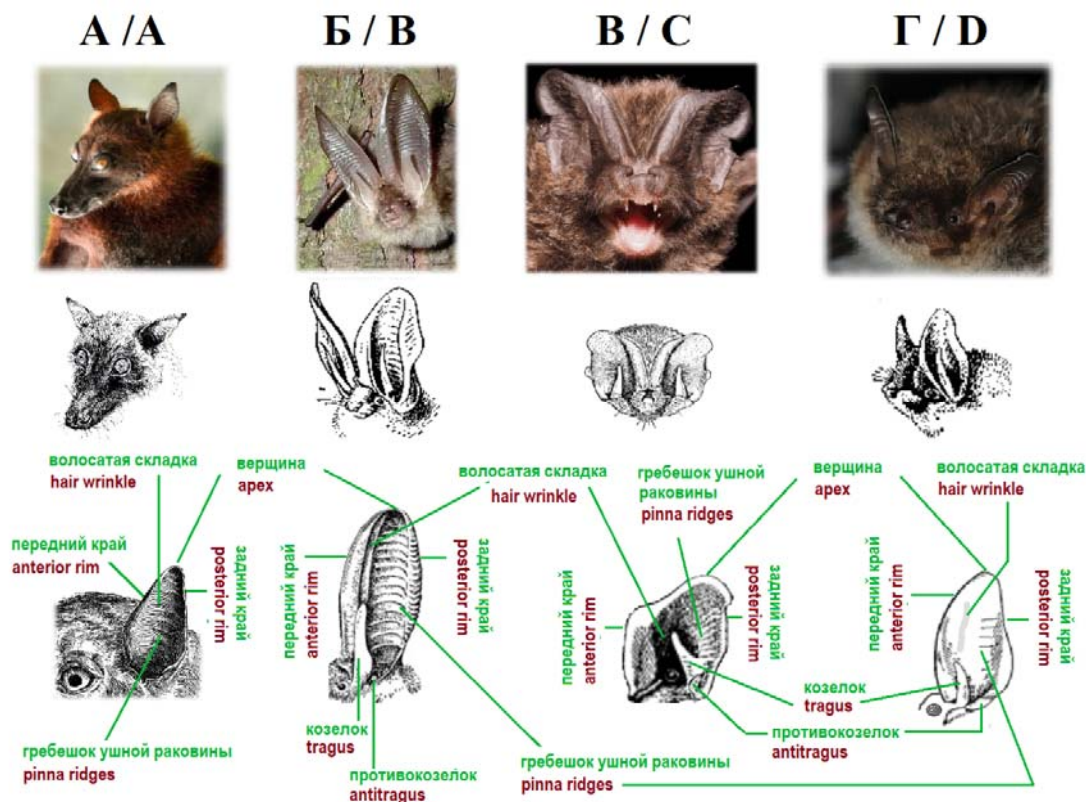 А /A
Б / B
В / C
Г / D
волосатая складка
hair wrinkle
верщина
apex
волосатая складка
hair wrinkle
гребешок ушной
раковины
pinna ridges
верщина
apex
волосатая складка
hair wrinkle
передний край
anterior rim
задний край
posterior rim
передний край
anterior rim
задний край
posterior rim
передний край
anterior rim
задний край
posterior rim
передний край
anterior rim
задний край
posterior rim
козелок
tragus
козелок
tragus
противокозелок
antitragus
гребешок ушной раковины
pinna ridges
гребешок ушной раковины
pinna ridges
противокозелок
antitragus